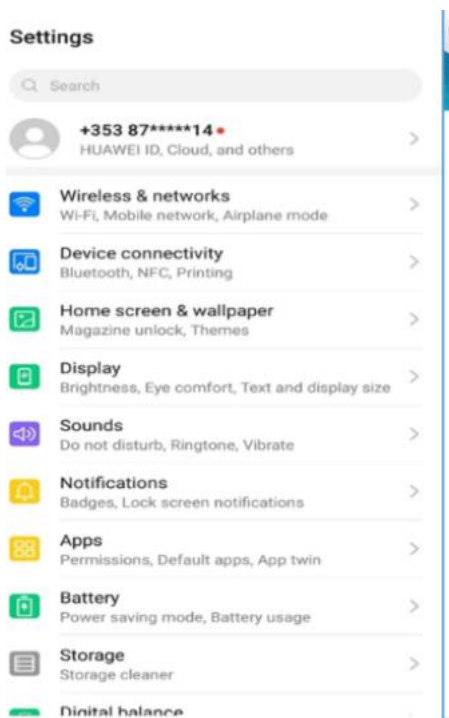 Settings
Search
+353 87*****14
HUAWEI ID, Cloud, and others
Wireless & networks
Wi-Fi, Mobile network, Airplane mode
Device connectivity
Bluetooth, NFC, Printing
Home screen & wallpaper
Magazine unlock, Themes
Display
Brightness, Eye comfort, Text and display size
Sounds
Do not disturb, Ringtone, Vibrate
Notifications
Badges, Lock screen notifications
Apps
Permissions, Default apps, App twin
Battery
Power saving mode, Battery usage
Storage
Storage cleaner
Digital balance